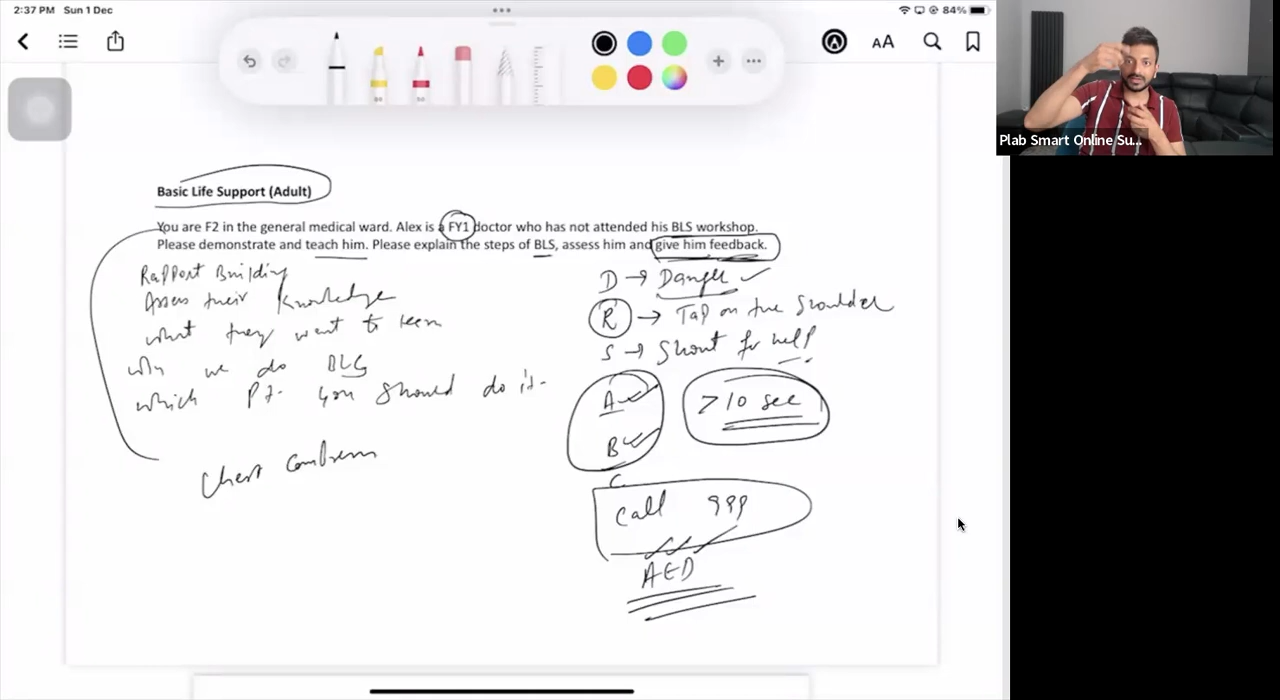 2:37 PM Sun 1 Dec
84%
AA
Plab Smart Online Su...
Basic Life Support (Adult)
You are F2 in the general medical ward. Alex is a FY1 doctor who has not attended his BLS workshop.
Please demonstrate and teach him. Please explain the steps of BLS, assess him and give him feedback.
Rapport Building
Assess their Knowledge
what they want to learn
why we do BLS
which Pt. you should do it-
Chest
D → Danger ✓
R → Tap on the shoulder
S → Shout for help
A ✓ > 10 sec
B ✓
C
Call 999
AED